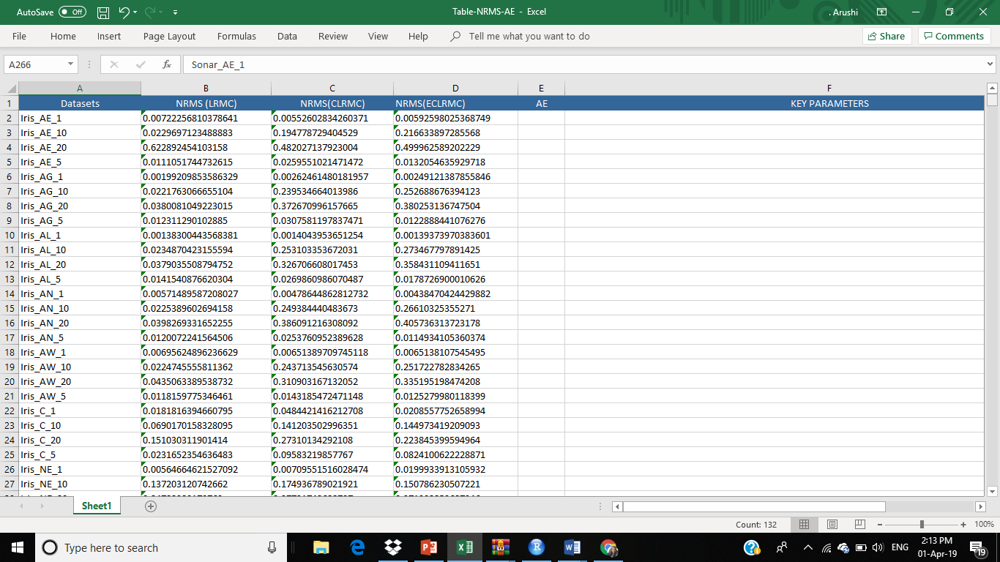 AutoSave Off Table-NRMS-AE - Excel . Arushi
File Home Insert Page Layout Formulas Data Review View Help Tell me what you want to do Share Comments
A266 fx Sonar_AE_1
A B C D E F
1 Datasets NRMS (LRMC) NRMS(CLRMC) NRMS(ECLRMC) AE KEY PARAMETERS
2 Iris_AE_1 0.00722256810378641 0.00552602834260371 0.00592598025368749
3 Iris_AE_10 0.0229697123488883 0.194778729404529 0.216633897285568
4 Iris_AE_20 0.622892454103158 0.482027137923004 0.499962589202229
5 Iris_AE_5 0.0111051744732615 0.0259551021471472 0.0132054635929718
6 Iris_AG_1 0.00199209853586329 0.00262461480181957 0.00249121387855846
7 Iris_AG_10 0.0221763066655104 0.239534664013986 0.252688676394123
8 Iris_AG_20 0.0380081049223015 0.372670996157665 0.380253136747504
9 Iris_AG_5 0.012311290102885 0.0307581197837471 0.0122888441076276
10 Iris_AL_1 0.00138300443568381 0.0014043953651254 0.00139373970383601
11 Iris_AL_10 0.0234870423155594 0.253103353672031 0.273467797891425
12 Iris_AL_20 0.0379035508794752 0.326706608017453 0.358431109411651
13 Iris_AL_5 0.0141540876620304 0.0269860986070487 0.0178726900010626
14 Iris_AN_1 0.00571489587208027 0.00478644862812732 0.00438470424429882
15 Iris_AN_10 0.0225389602694158 0.249384440483673 0.26610325355271
16 Iris_AN_20 0.0398269331652255 0.386091216308092 0.405736313723178
17 Iris_AN_5 0.0120072241564506 0.0253760952389628 0.0114934105360374
18 Iris_AW_1 0.00695624896236629 0.00651389709745118 0.0065138107545495
19 Iris_AW_10 0.0224745555811362 0.243713545630574 0.251722782834265
20 Iris_AW_20 0.0435063389538732 0.310903167132052 0.335195198474208
21 Iris_AW_5 0.0118159775346461 0.0143185472471148 0.0125279980118399
22 Iris_C_1 0.0181816394660795 0.0484421416212708 0.0208557752658994
23 Iris_C_10 0.0690170158328095 0.141203502996351 0.144973419209093
24 Iris_C_20 0.151030311901414 0.27310134292108 0.223845399594964
25 Iris_C_5 0.0231652354636483 0.09583219857767 0.0824100622228871
26 Iris_NE_1 0.00564664621527092 0.00709551516028474 0.0199933913105932
27 Iris_NE_10 0.137203120742662 0.174936789021921 0.150786230507221
Sheet1
Count: 132 100%
Type here to search ENG 2:13 PM
01-Apr-19 19